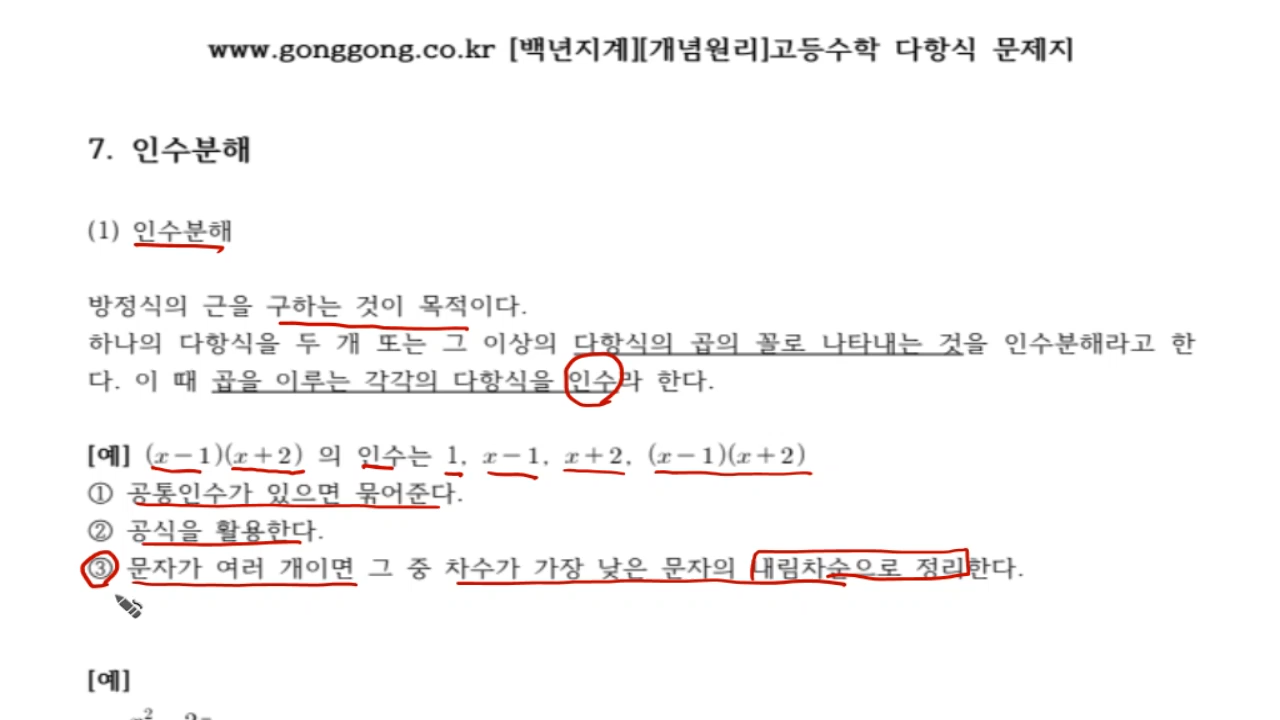 www.gonggong.co.kr [백년지계][개념원리]고등수학 다항식 문제지
7. 인수분해
(1) 인수분해
방정식의 근을 구하는 것이 목적이다.
하나의 다항식을 두 개 또는 그 이상의 다항식의 곱의 꼴로 나타내는 것을 인수분해라고 한
다. 이 때 곱을 이루는 각각의 다항식을 인수라 한다.
[예] (x-1)(x+2) 의 인수는 1, x-1, x+2, (x-1)(x+2)
① 공통인수가 있으면 묶어준다.
② 공식을 활용한다.
③ 문자가 여러 개이면 그 중 차수가 가장 낮은 문자의 내림차순으로 정리한다.
[예]